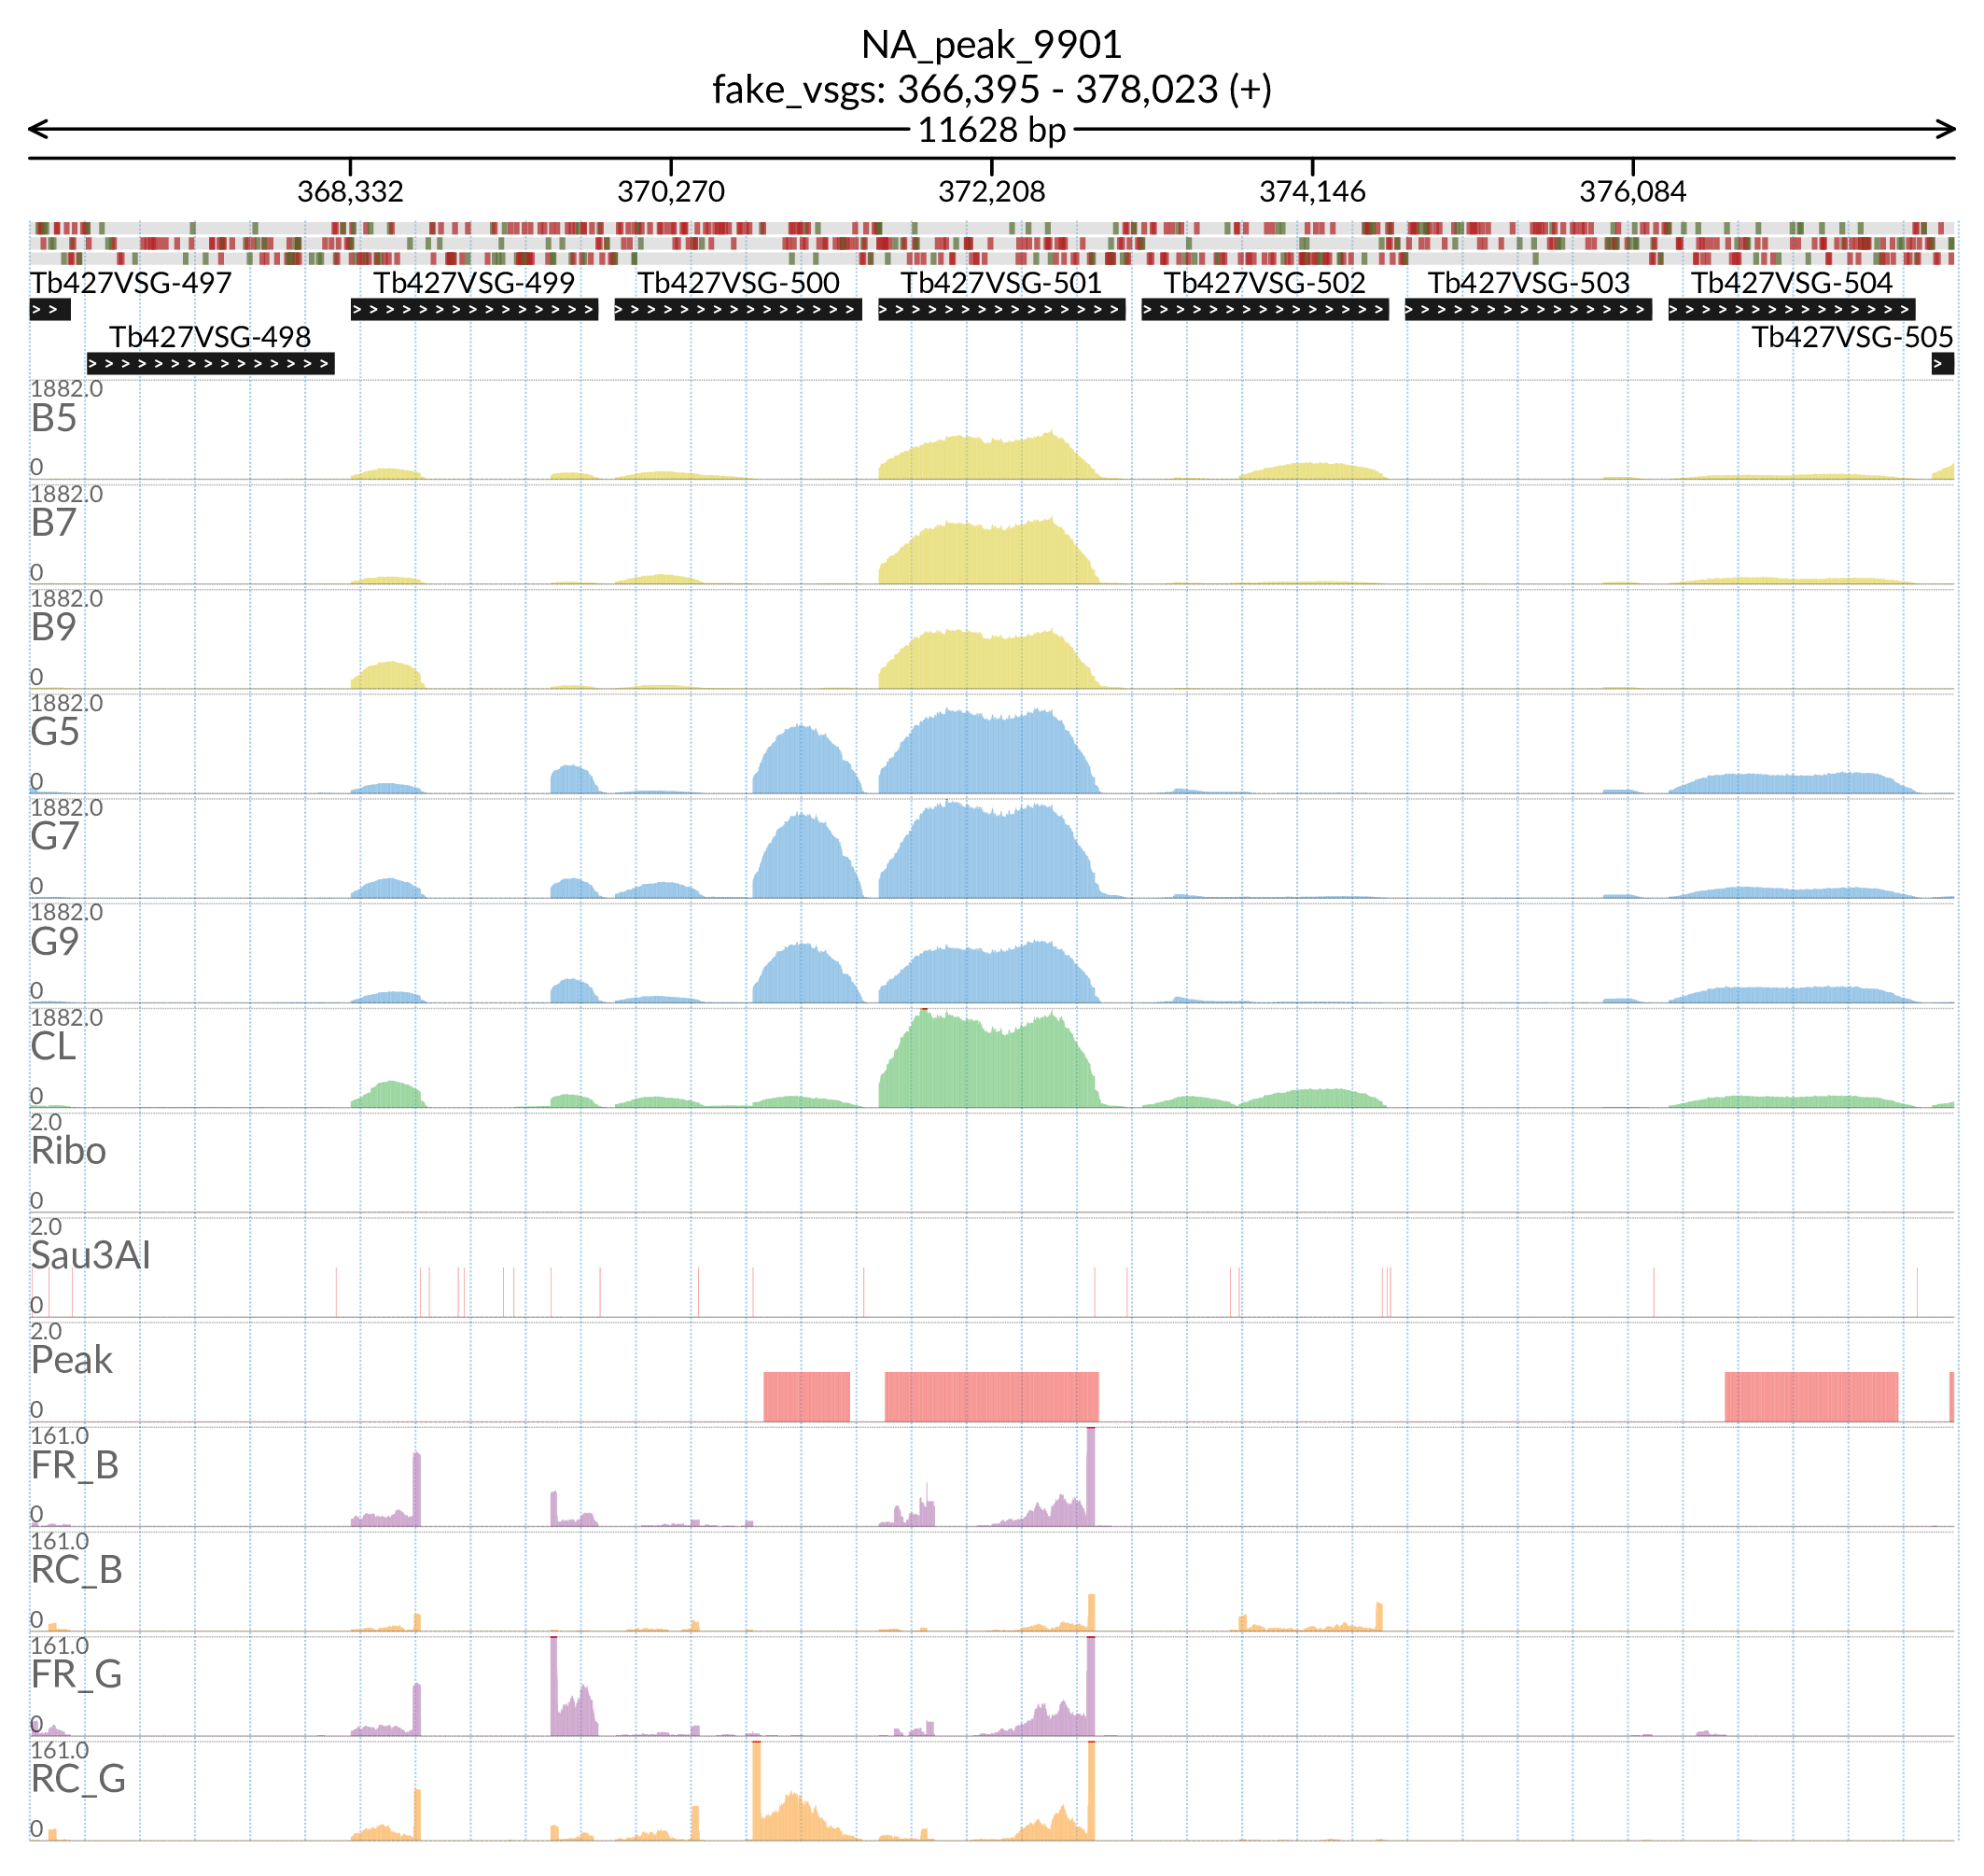 NA_peak_9901
fake_vsgs: 366,395 - 378,023 (+)
11628 bp
368,332 370,270 372,208 374,146 376,084
Tb427VSG-497 Tb427VSG-499 Tb427VSG-500 Tb427VSG-501 Tb427VSG-502 Tb427VSG-503 Tb427VSG-504
Tb427VSG-498 Tb427VSG-505
1882.0
B5
0
1882.0
B7
0
1882.0
B9
0
1882.0
G5
0
1882.0
G7
0
1882.0
G9
0
1882.0
CL
0
2.0
Ribo
0
2.0
Sau3AI
0
2.0
Peak
0
161.0
FR_B
0
161.0
RC_B
0
161.0
FR_G
0
161.0
RC_G
0